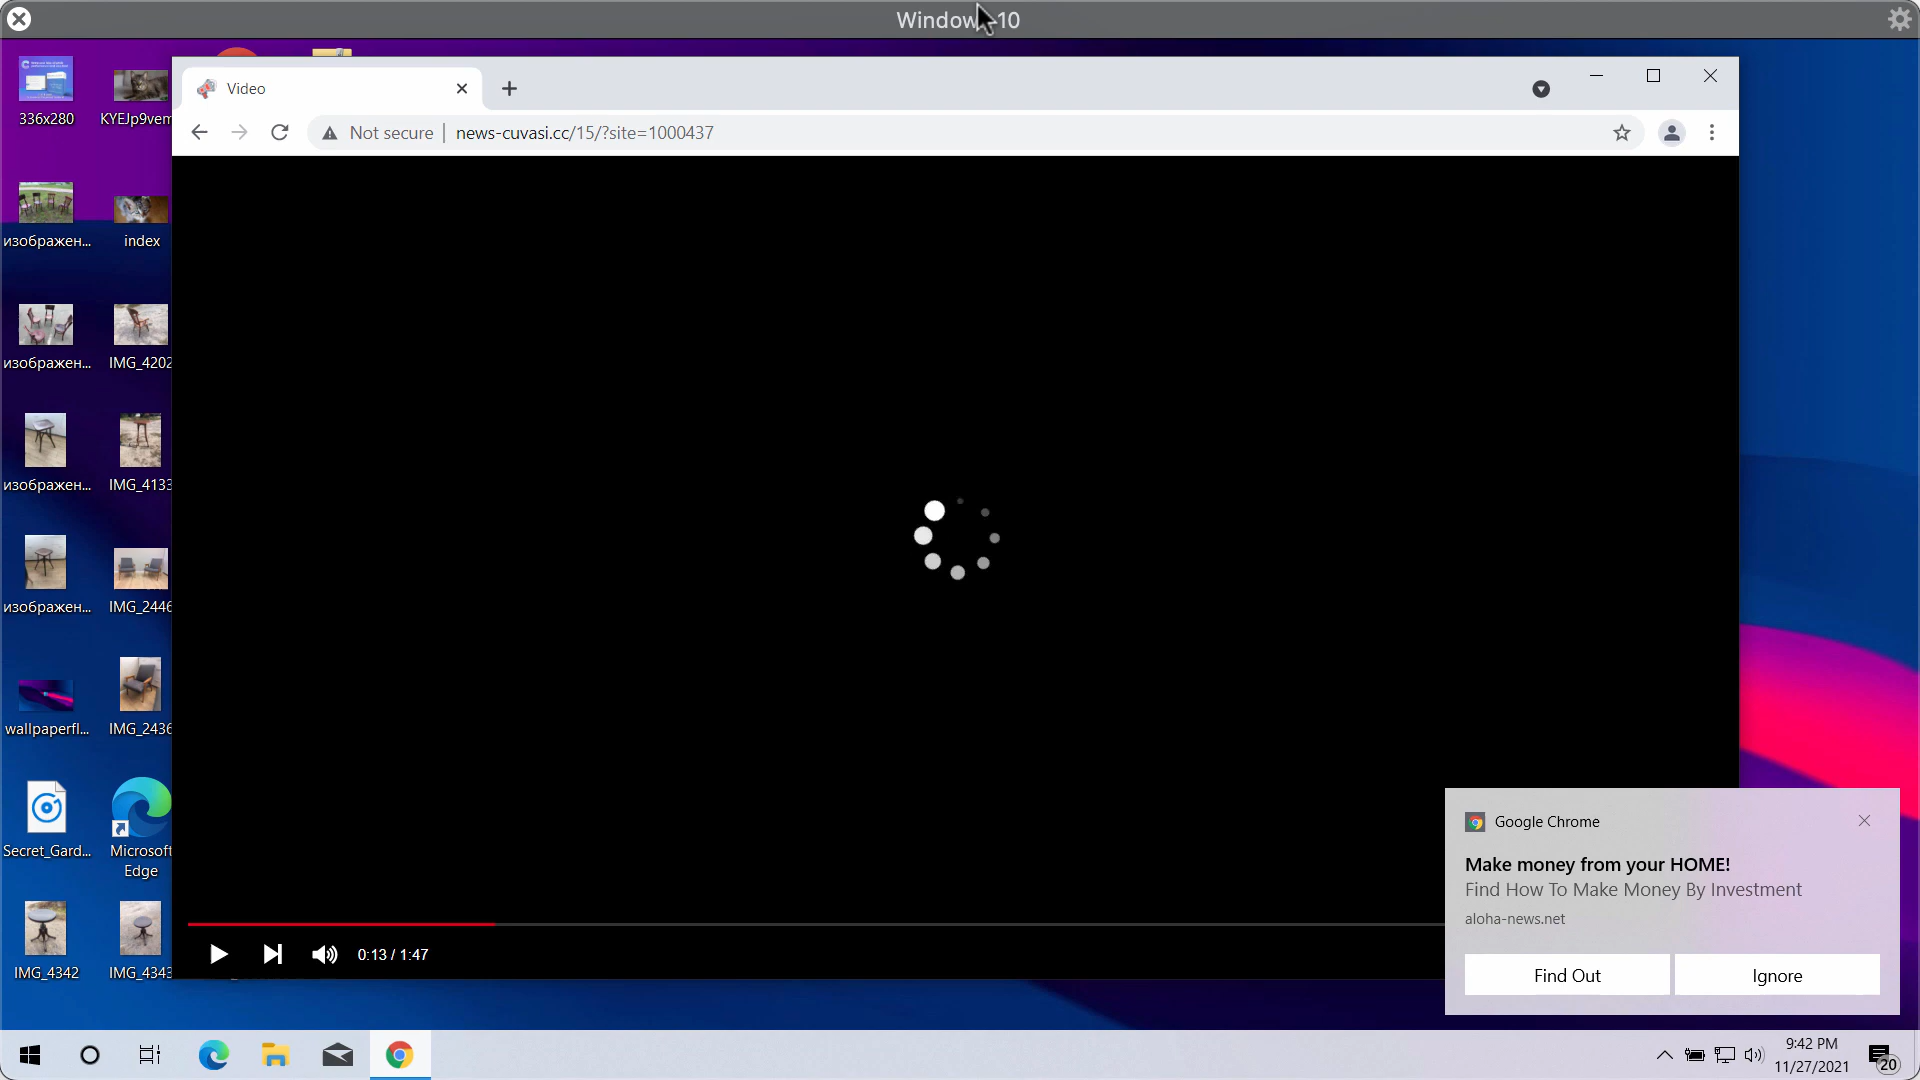 Window 10
336x280
KYEJp9vem
изображен...
index
изображен...
IMG_4202
изображен...
IMG_4133
изображен...
IMG_2446
wallpaperfl...
IMG_2436
Secret_Gard...
Microsoft
Edge
IMG_4342
IMG_4343
Video
Not secure
news-cuvasi.cc/15/?site=1000437
0:13 / 1:47
Google Chrome
Make money from your HOME!
Find How To Make Money By Investment
aloha-news.net
Find Out
Ignore
9:42 PM
11/27/2021
20